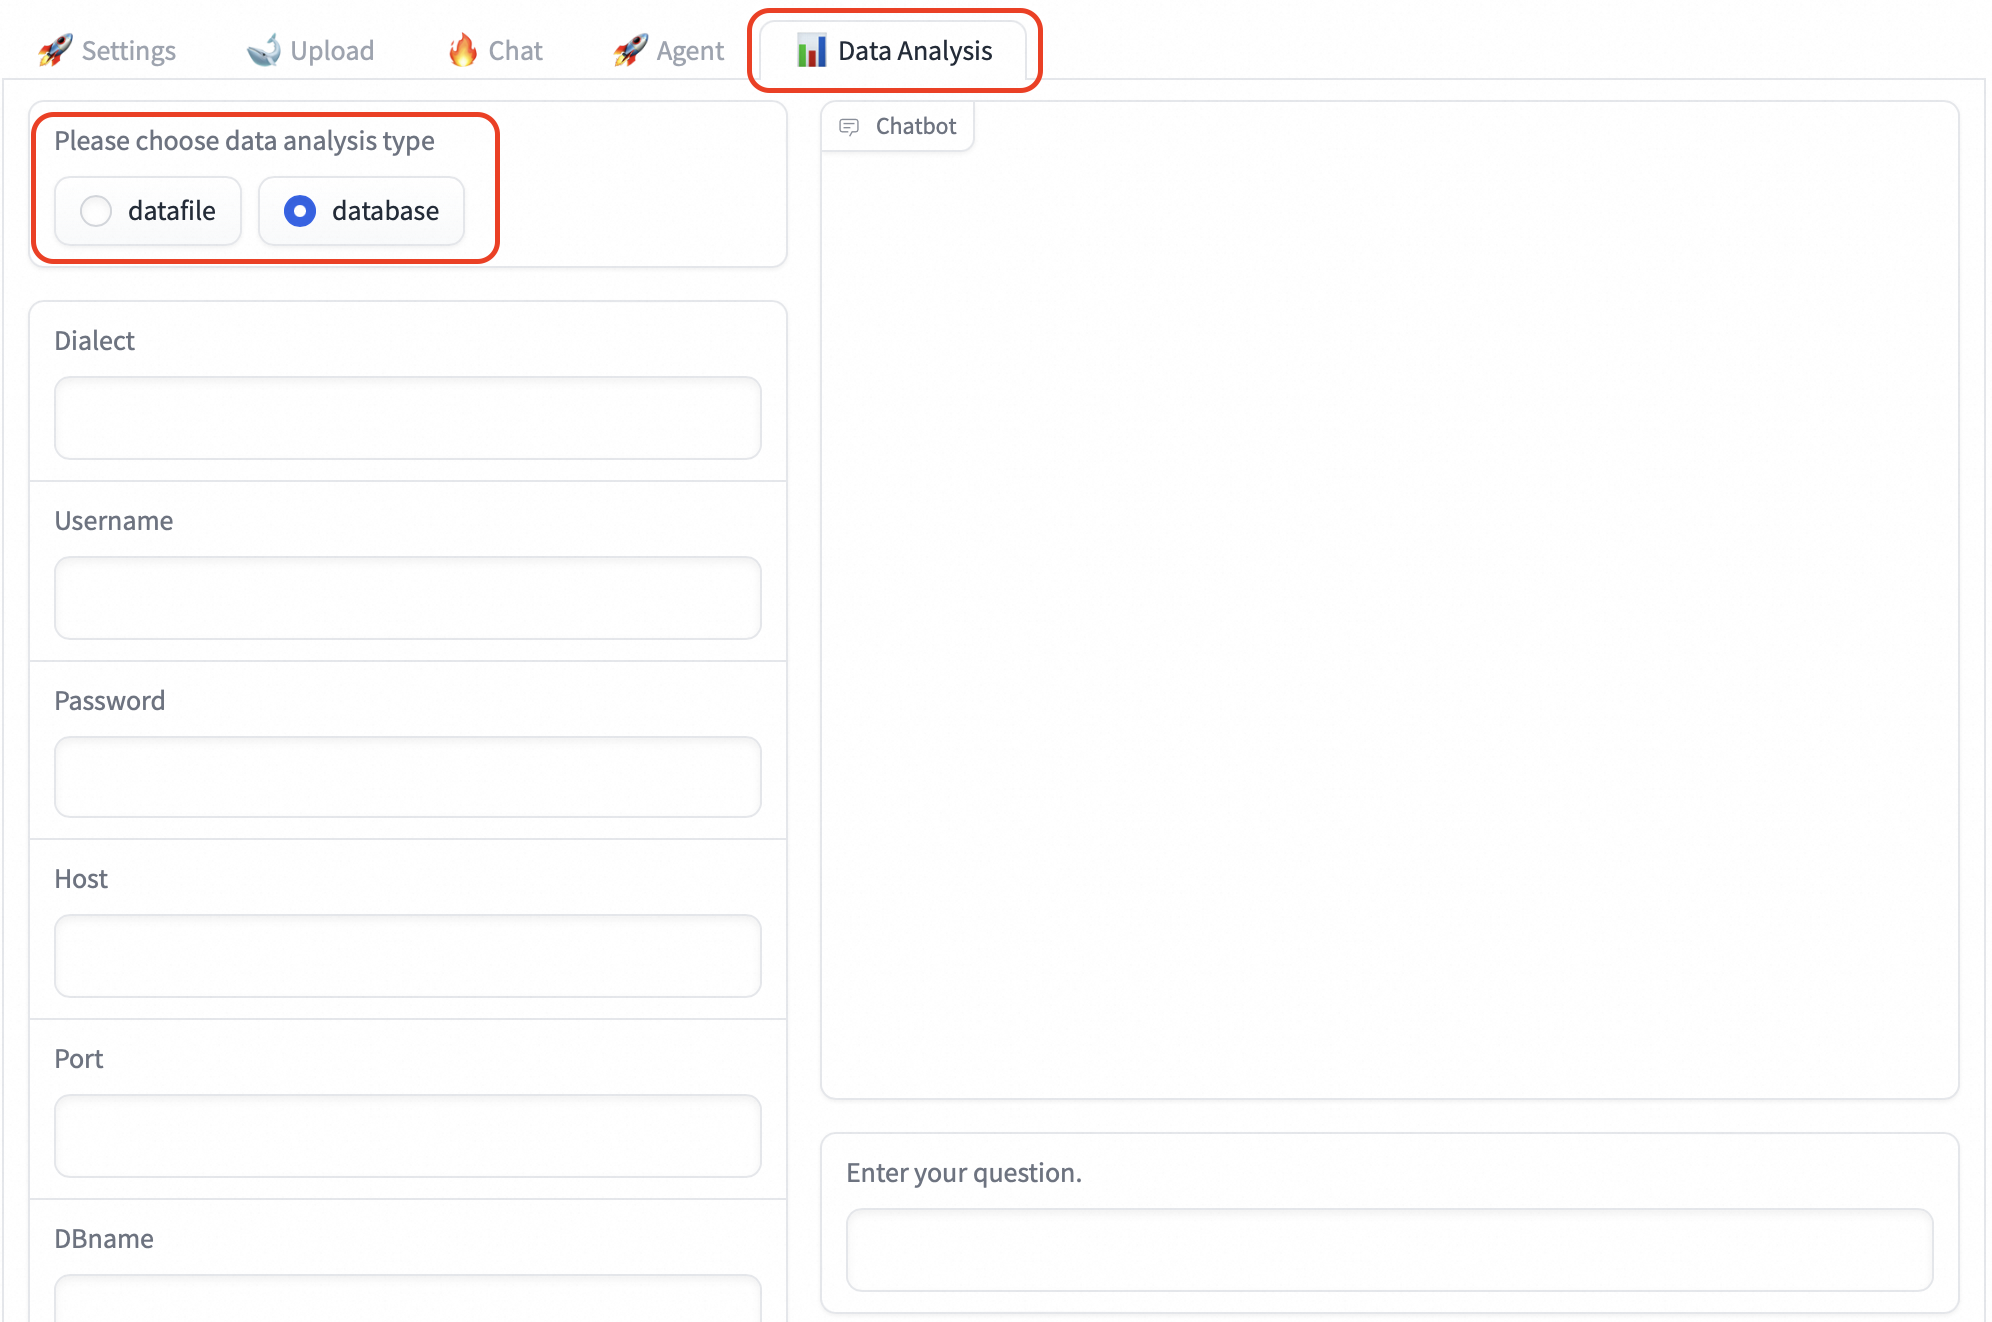 Settings Upload Chat Agent Data Analysis
Please choose data analysis type
datafile database
Dialect
Username
Password
Host
Port
DBname
Chatbot
Enter your question.